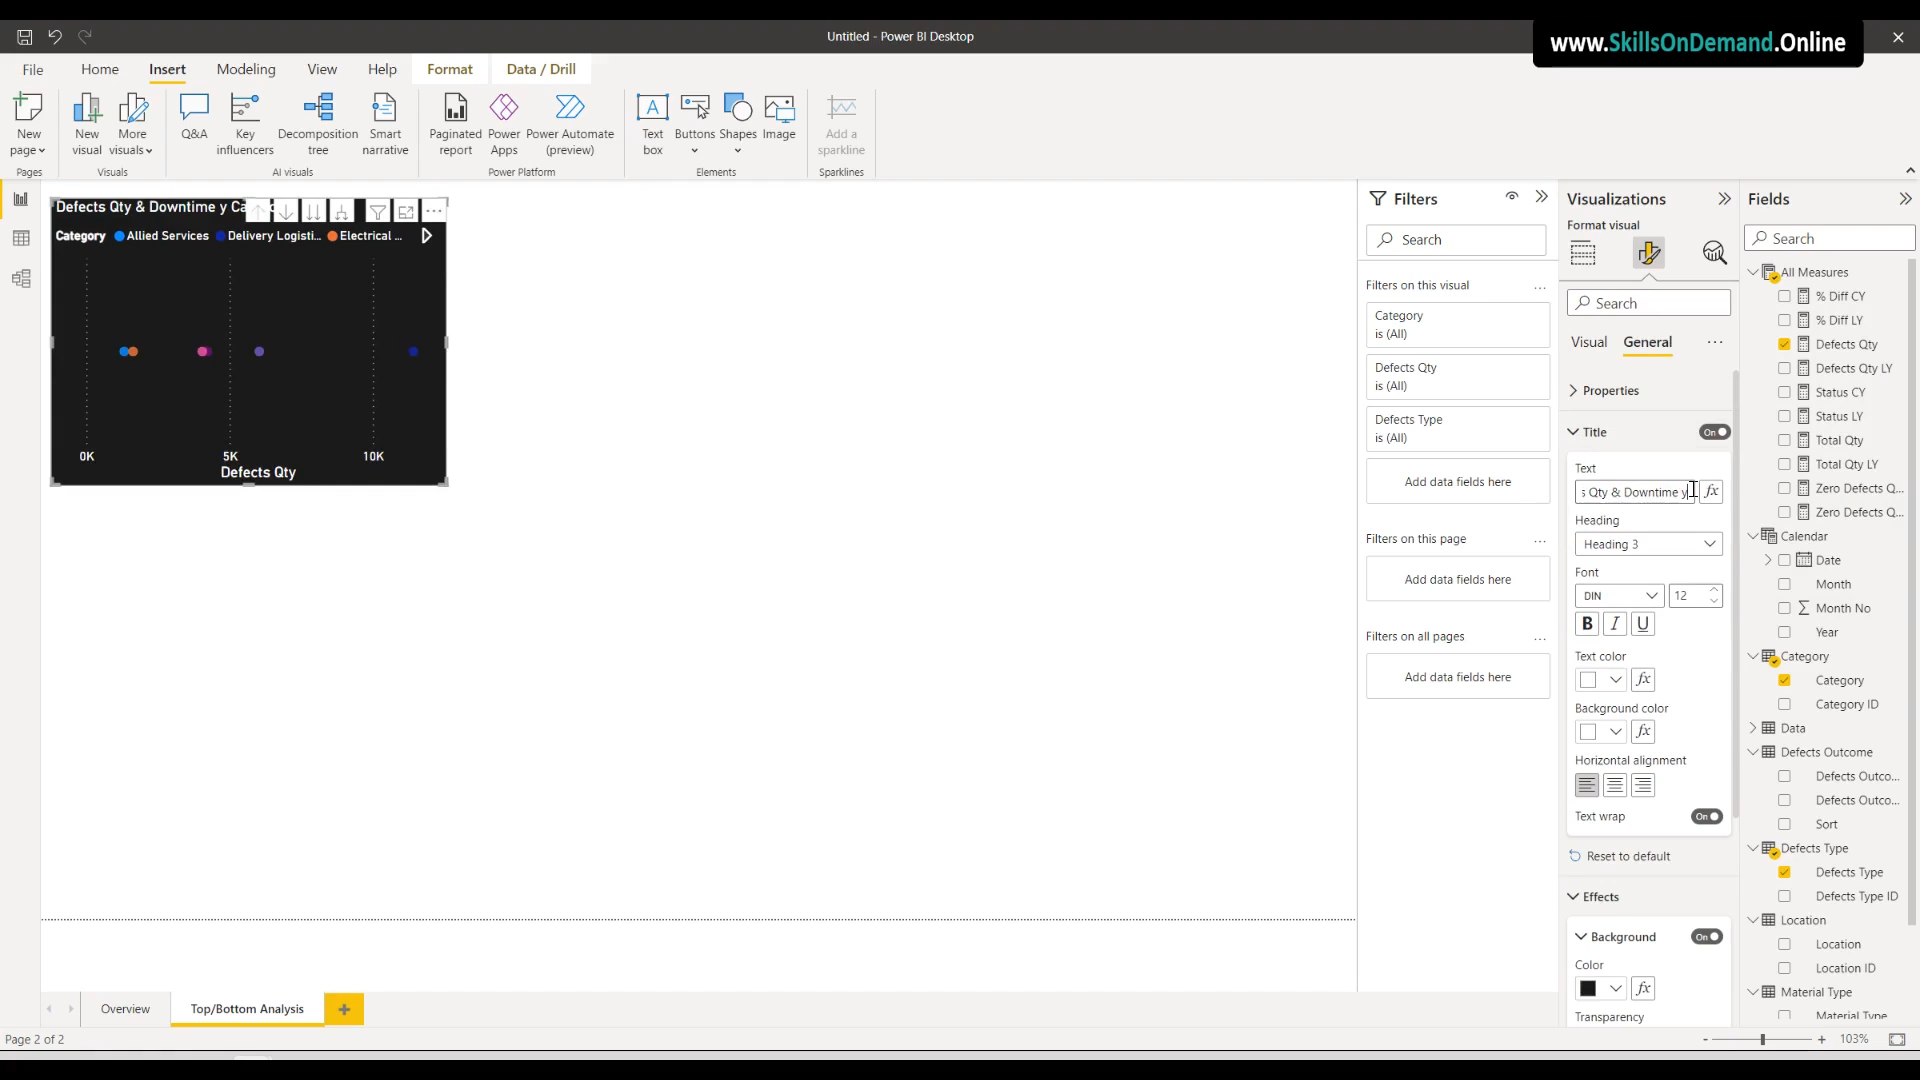 Untitled - Power BI Desktop
www.SkillsOnDemand.Online
File
Home
Insert
Modeling
View
Help
Format
Data / Drill
New
page
New
visual
More
visuals
Q&A
Key
influencers
Decomposition
tree
Smart
narrative
Paginated
report
Power
Apps
Power Automate
(preview)
Text
box
Buttons
Shapes
Image
Add a
sparkline
Pages
Visuals
AI visuals
Power Platform
Elements
Sparklines
Defects Qty & Downtime y
Category
Allied Services
Delivery Logisti...
Electrical ...
0K
5K
10K
Defects Qty
Filters
Search
Filters on this visual
Category
is (All)
Defects Qty
is (All)
Defects Type
is (All)
Add data fields here
Filters on this page
Add data fields here
Filters on all pages
Add data fields here
Visualizations
Format visual
Search
Visual
General
Properties
Title
On
Text
s Qty & Downtime y
fx
Heading
Heading 3
Font
DIN
12
B
I
U
Text color
fx
Background color
fx
Horizontal alignment
Text wrap
On
Reset to default
Effects
Background
On
Color
fx
Transparency
Fields
Search
All Measures
% Diff CY
% Diff LY
Defects Qty
Defects Qty LY
Status CY
Status LY
Total Qty
Total Qty LY
Zero Defects Q...
Zero Defects Q...
Calendar
Date
Month
Month No
Year
Category
Category
Category ID
Data
Defects Outcome
Defects Outco...
Defects Outco...
Sort
Defects Type
Defects Type
Defects Type ID
Location
Location
Location ID
Material Type
Material Type
Overview
Top/Bottom Analysis
Page 2 of 2
103%